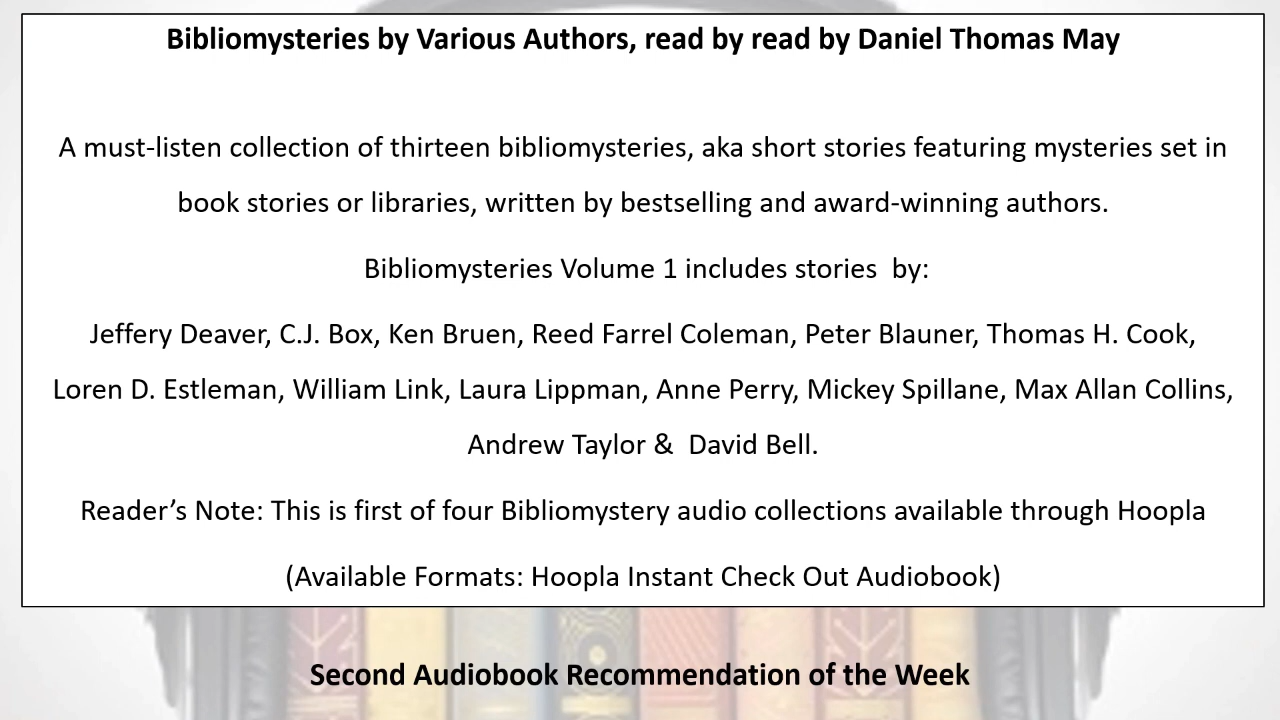 Bibliomysteries by Various Authors, read by read by Daniel Thomas May
A must-listen collection of thirteen bibliomysteries, aka short stories featuring mysteries set in
book stories or libraries, written by bestselling and award-winning authors.
Bibliomysteries Volume 1 includes stories  by:
Jeffery Deaver, C.J. Box, Ken Bruen, Reed Farrel Coleman, Peter Blauner, Thomas H. Cook,
Loren D. Estleman, William Link, Laura Lippman, Anne Perry, Mickey Spillane, Max Allan Collins,
Andrew Taylor &  David Bell.
Reader’s Note: This is first of four Bibliomystery audio collections available through Hoopla
(Available Formats: Hoopla Instant Check Out Audiobook)
Second Audiobook Recommendation of the Week